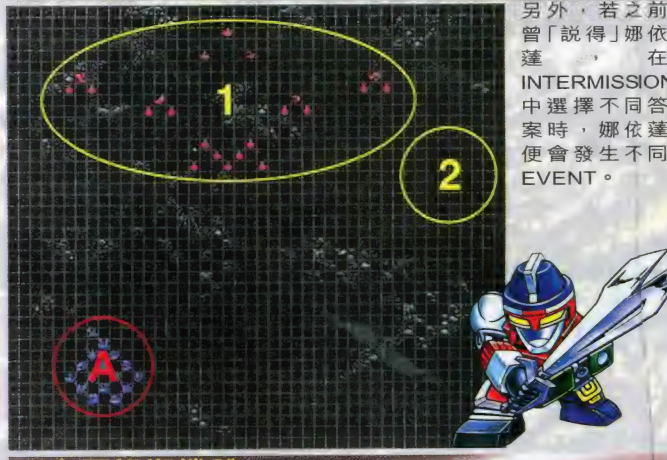 另外，若之前
曾「説得」娜依
蓮，在
INTERMISSION
中選擇不同答
案時，娜依蓮
便會發生不同
EVENT。
1
2
A